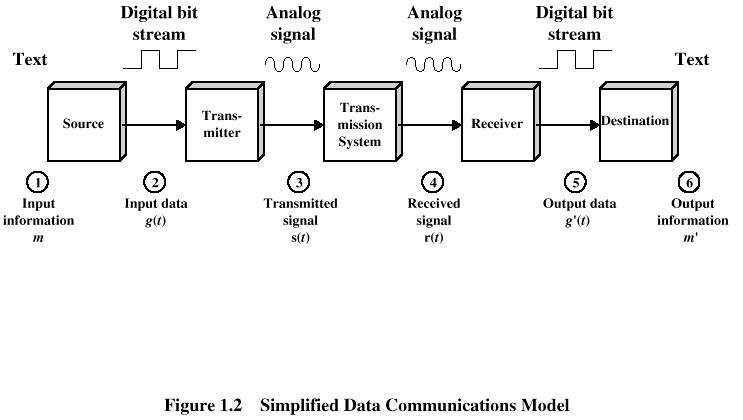 Digital bit
stream
Analog
signal
Analog
signal
Digital bit
stream
Text
Text
Source
Trans-
mitter
Trans-
mission
System
Receiver
Destination
1
Input
information
m
2
Input data
g(t)
3
Transmitted
signal
s(t)
4
Received
signal
r(t)
5
Output data
g'(t)
6
Output
information
m'
Figure 1.2 Simplified Data Communications Model